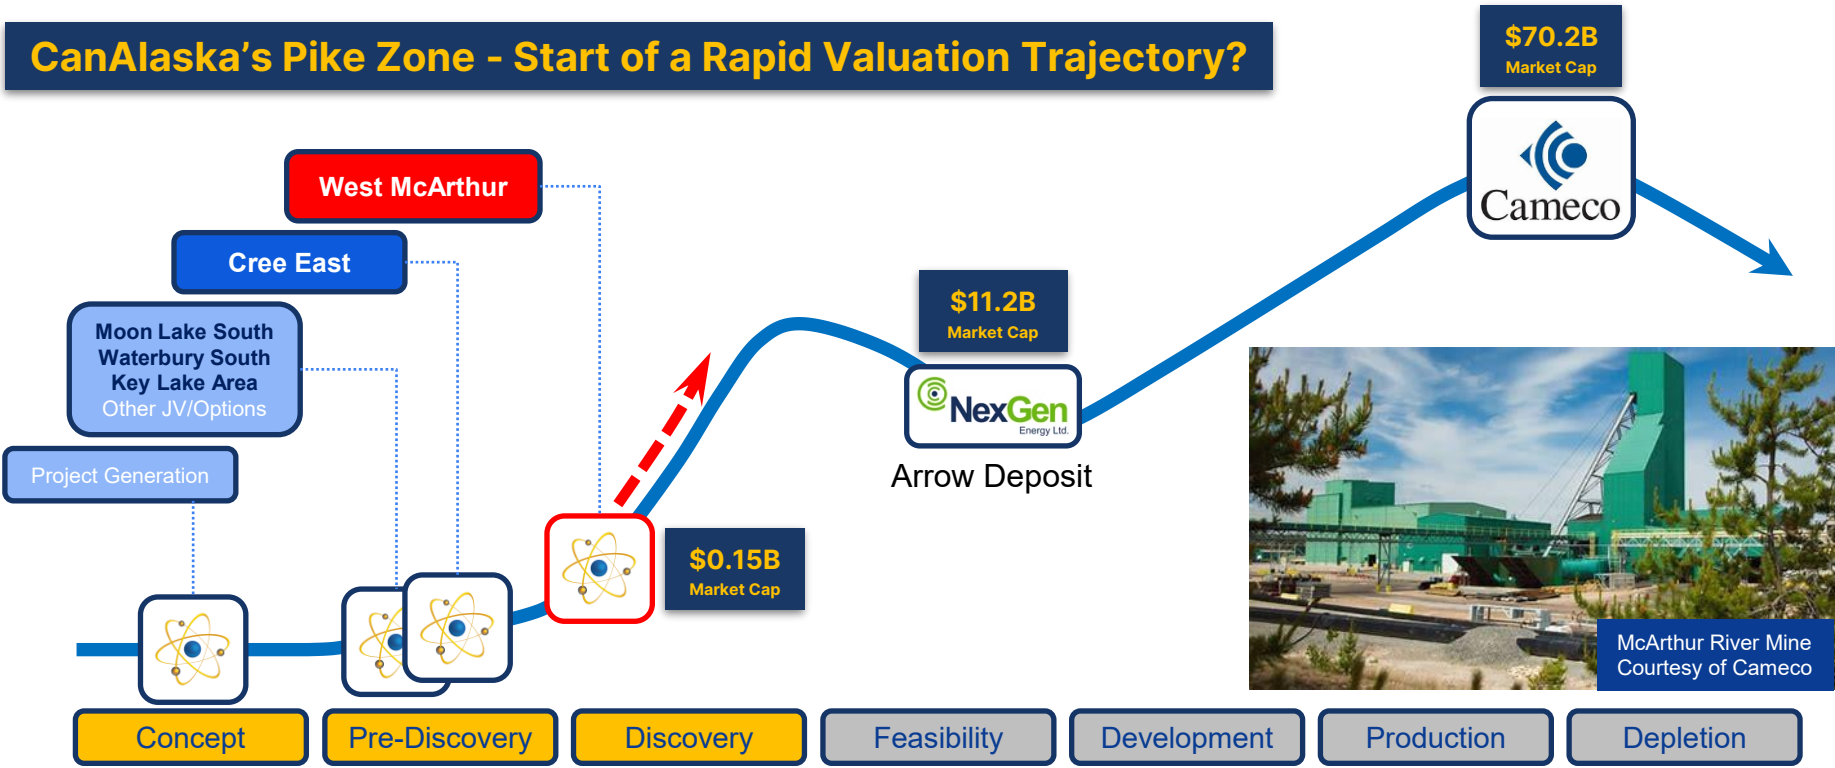 CanAlaska's Pike Zone - Start of a Rapid Valuation Trajectory?
$70.2B
Market Cap
Cameco
West McArthur
Cree East
Moon Lake South
Waterbury South
Key Lake Area
Other JV/Options
Project Generation
$11.2B
Market Cap
NexGen
Energy Ltd.
Arrow Deposit
$0.15B
Market Cap
McArthur River Mine
Courtesy of Cameco
Concept
Pre-Discovery
Discovery
Feasibility
Development
Production
Depletion